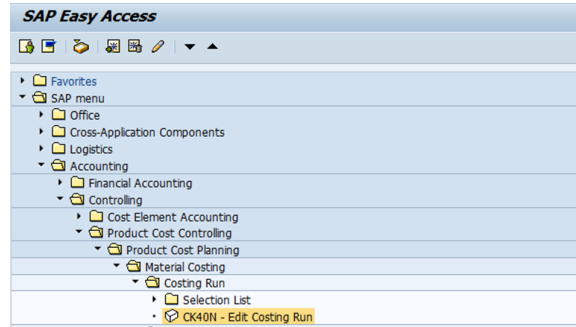 SAP Easy Access
Favorites
SAP menu
Office
Cross-Application Components
Logistics
Accounting
Financial Accounting
Controlling
Cost Element Accounting
Product Cost Controlling
Product Cost Planning
Material Costing
Costing Run
Selection List
CK40N - Edit Costing Run